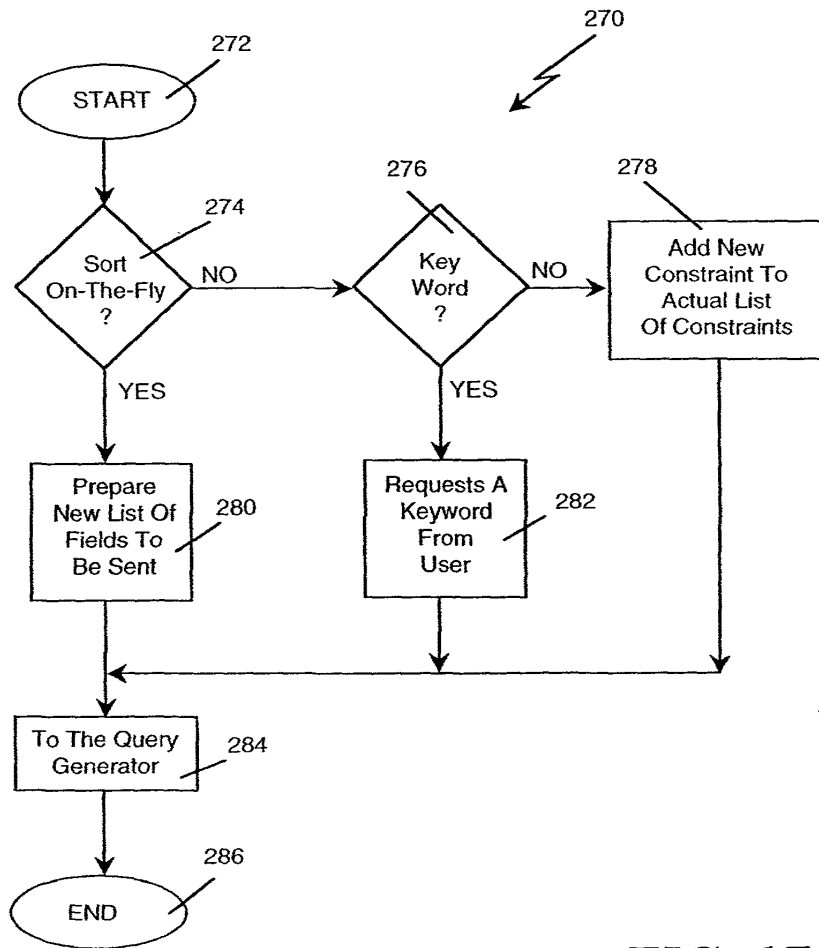 270
272
START
274
276
278
Sort
On-The-Fly
?
NO
Key
Word
?
NO
Add New
Constraint To
Actual List
Of Constraints
YES
YES
Prepare
New List Of
Fields To
Be Sent
280
Requests A
Keyword
From
User
282
To The Query
Generator
284
286
END